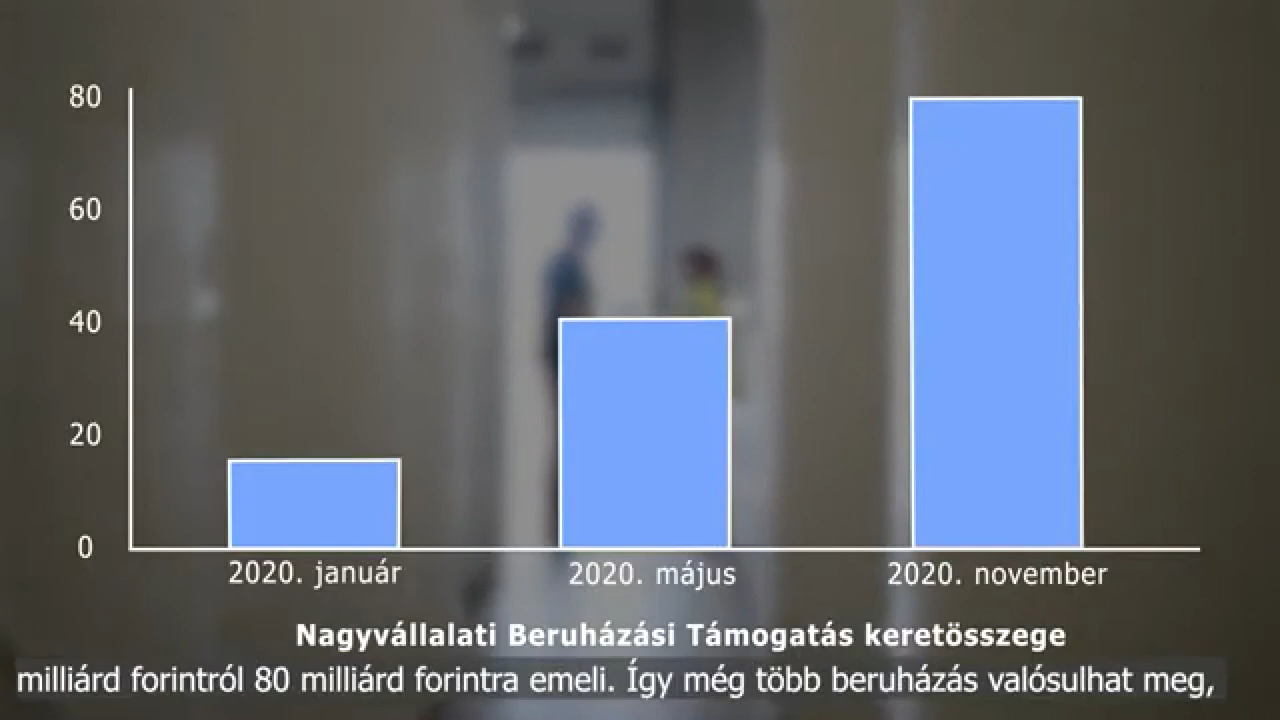 80
60
40
20
0
2020. január
2020. május
2020. november
Nagyvállalati Beruházási Támogatás keretösszege
milliárd forintról 80 milliárd forintra emeli. Így még több beruházás valósulhat meg,